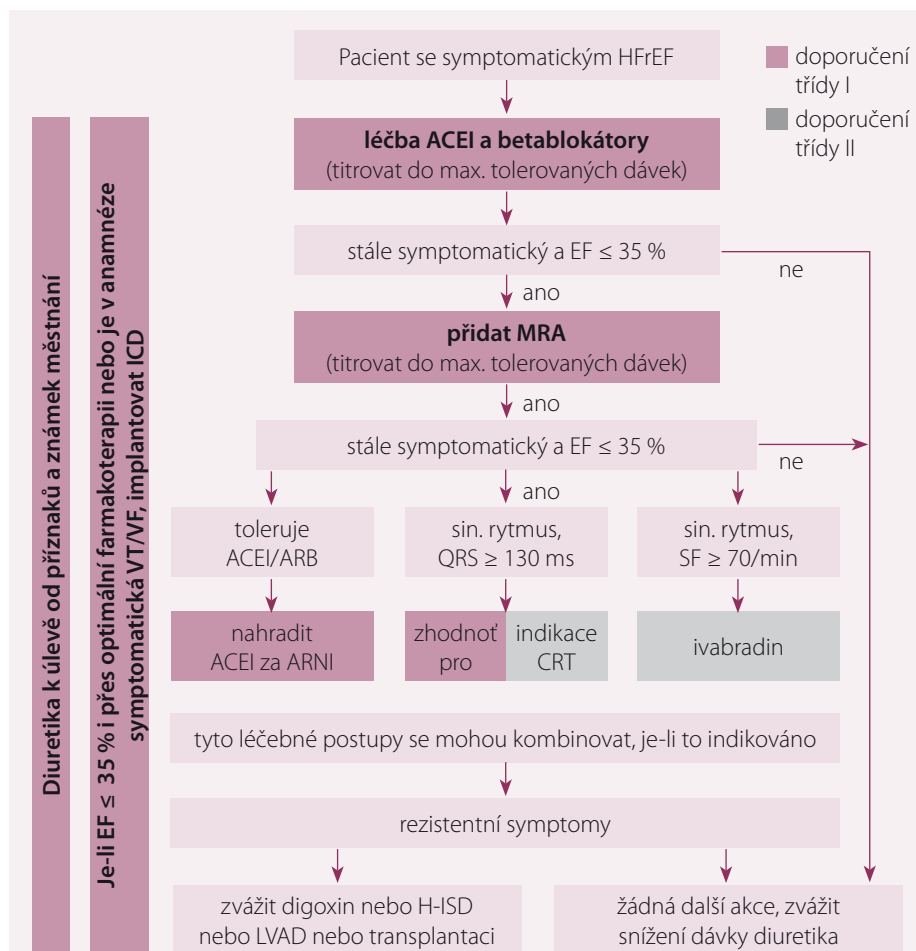 Pacient se symptomatickým HFrEF
doporučení
třídy I
doporučení
třídy II
Diuretika k úlevě od příznaků a známek městnání
Je-li EF ≤ 35 % i přes optimální farmakoterapii nebo je v anamnéze
symptomatická VT/VF, implantovat ICD
léčba ACEI a betablokátory
(titrovat do max. tolerovaných dávek)
stále symptomatický a EF ≤ 35 %
ne
ano
přidat MRA
(titrovat do max. tolerovaných dávek)
ano
stále symptomatický a EF ≤ 35 %
ne
ano
toleruje
ACEI/ARB
sin. rytmus,
QRS ≥ 130 ms
sin. rytmus,
SF ≥ 70/min
nahradit
ACEI za ARNI
zhodnoť
pro
indikace
CRT
ivabradin
tyto léčebné postupy se mohou kombinovat, je-li to indikováno
rezistentní symptomy
zvážit digoxin nebo H-ISD
nebo LVAD nebo transplantaci
žádná další akce, zvážit
snížení dávky diuretika